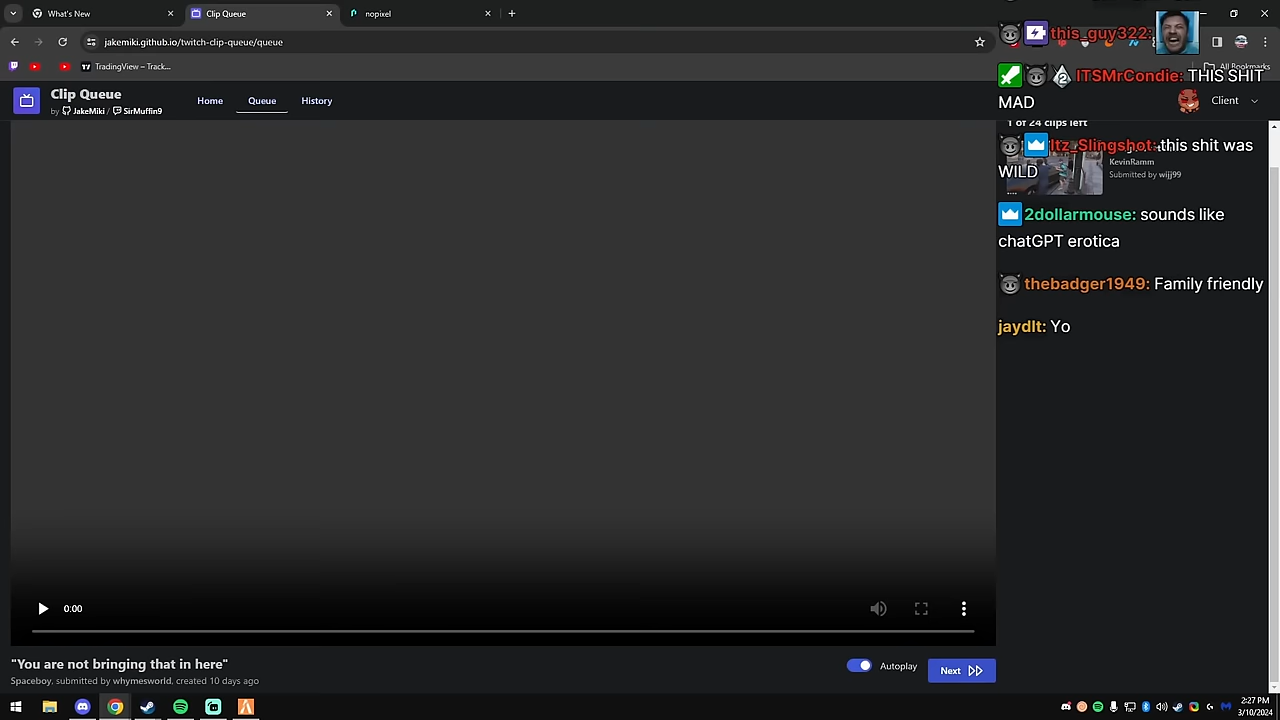 What's New
Clip Queue
nopixel
jakemiki.github.io/twitch-clip-queue/queue
TradingView – Track...
All Bookmarks
Clip Queue
by JakeMiki / SirMuffin9
Home
Queue
History
Client
this_guy322:
ITSMrCondie: THIS SHIT
MAD
1 of 24 clips left
Itz_Slingshot: this shit was
WILD
KevinRamm
Submitted by wijj99
2dollarmouse: sounds like
chatGPT erotica
thebadger1949: Family friendly
jaydlt: Yo
0:00
"You are not bringing that in here"
Spaceboy, submitted by whymesworld, created 10 days ago
Autoplay
Next
2:27 PM
3/10/2024